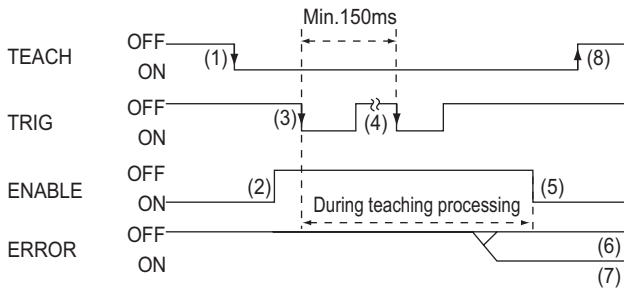 Min.150ms
OFF
TEACH
ON
(1)
(8)
OFF
TRIG
ON
(3)
(4)
OFF
ENABLE
ON
(2)
During teaching processing
(5)
OFF
ERROR
ON
(6)
(7)